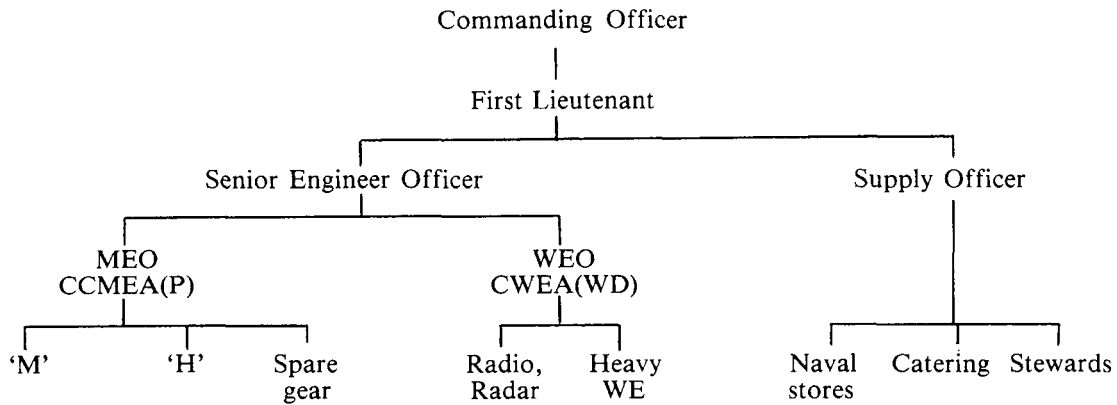 Commanding Officer
First Lieutenant
Senior Engineer Officer
Supply Officer
MEO
CCMEA(P)
WEO
CWEA(WD)
‘M’
‘H’
Spare
gear
Radio,
Radar
Heavy
WE
Naval
stores
Catering
Stewards